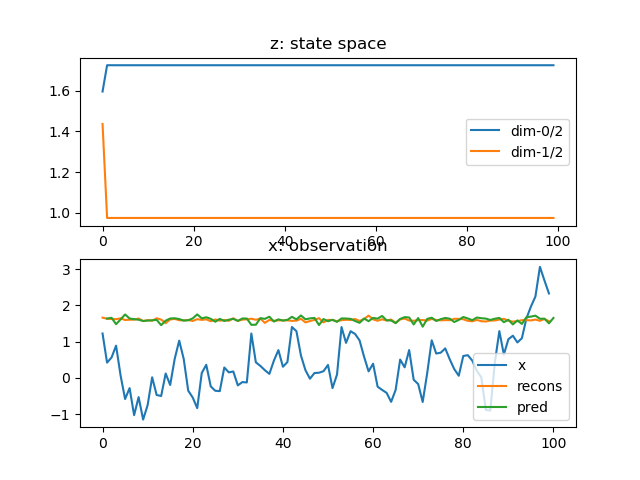 z: state space
1.6
1.4
1.2
1.0
dim-0/2
dim-1/2
0 20 40 60 80 100
x: observation
3
2
1
0
−1
x
recons
pred
0 20 40 60 80 100